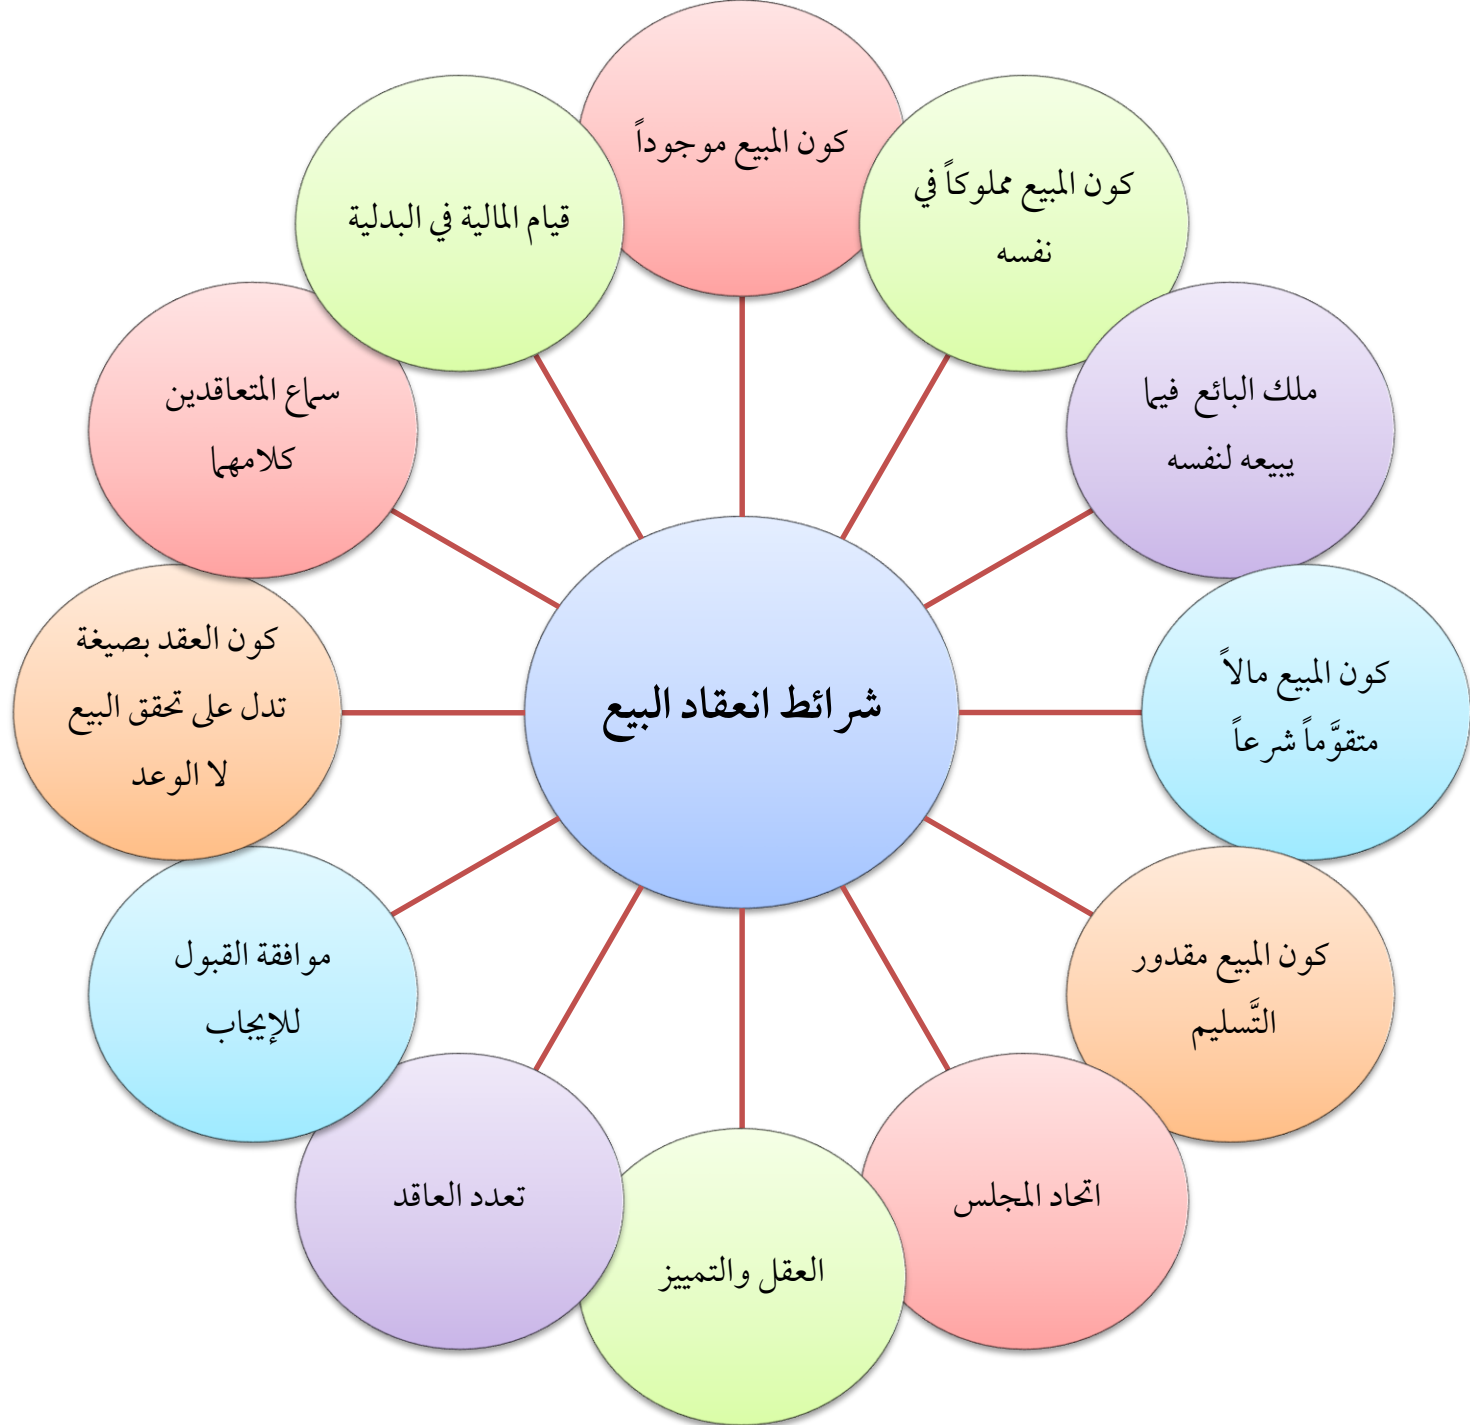 شرائط انعقاد البيع
كون المبيع موجوداً
كون المبيع مملوكاً في
نفسه
ملك البائع فيما
يبيعه لنفسه
كون المبيع مالاً
متقوَّماً شرعاً
كون المبيع مقدور
التَّسليم
اتحاد المجلس
العقل والتمييز
تعدد العاقد
موافقة القبول
للإيجاب
كون العقد بصيغة
تدل على تحقق البيع
لا الوعد
سماع المتعاقدين
كلامهما
قيام المالية في البدلية